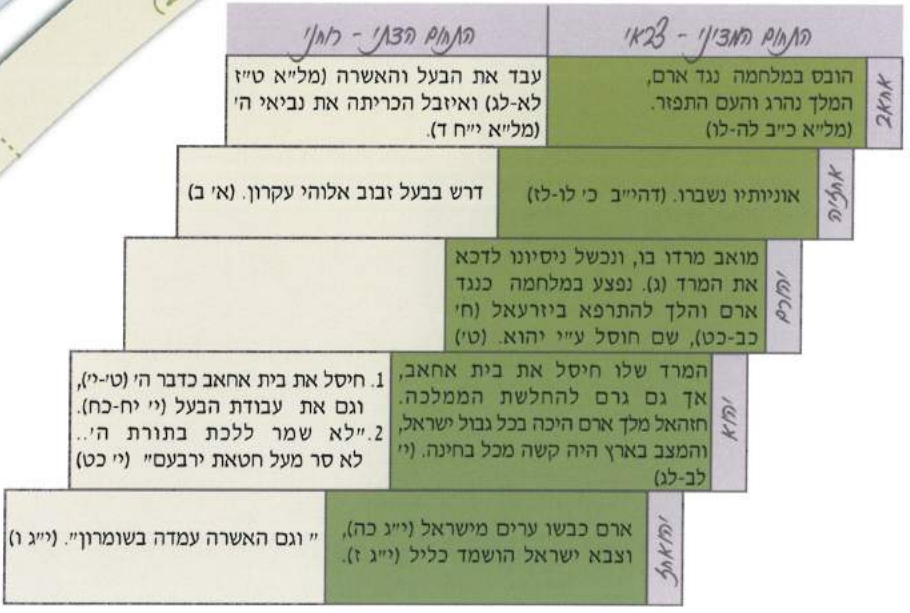 התחום המדיני - צבאי
התחום הדתי - רוחני
אחאב
הובס במלחמה נגד ארם,
המלך נהרג והעם התפזר.
(מל״א כ״ב לה-לו)
עבד את הבעל והאשרה (מל״א ט״ז
לא-לג) ואיזבל הכריתה את נביאי ה׳
(מל״א י״ח ד).
אחזיה
אוניותיו נשברו. (דהי״ב כ׳ לו-לז)
דרש בבעל זבוב אלוהי עקרון. (א׳ ב)
יהורם
מואב מרדו בו, ונכשל ניסיונו לדכא
את המרד (ג). נפצע במלחמה כנגד
ארם והלך להתרפא ביזרעאל (ח׳
כב-כט), שם חוסל ע״י יהוא. (ט׳)
יהוא
המרד שלו חיסל את בית אחאב,
אך גם גרם להחלשת הממלכה.
חזהאל מלך ארם היכה בכל גבול ישראל,
והמצב בארץ היה קשה מכל בחינה. (י׳
לב-לג)
1. חיסל את בית אחאב כדבר ה׳ (ט׳-י׳),
וגם את עבודת הבעל (י׳ יח-כח).
2. ״לא שמר ללכת בתורת ה׳..
לא סר מעל חטאת ירבעם״ (י׳ כט)
יהואחז
ארם כבשו ערים מישראל (י״ג כה),
וצבא ישראל הושמד כליל (י״ג ז).
״ וגם האשרה עמדה בשומרון״. (י״ג ו)